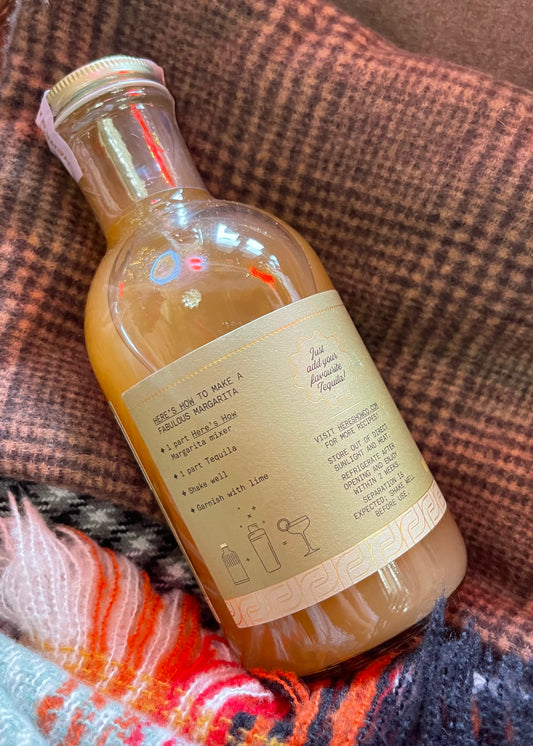 HERE'S HOW TO MAKE A
FABULOUS MARGARITA
1 part Here's How
Margarita mixer
1 part Tequila
Shake well
Garnish with lime
Just
add your
favourite
Tequila!
VISIT HERESHOWCO.COM
FOR MORE RECIPES!
STORE OUT OF DIRECT
SUNLIGHT AND HEAT.
REFRIGERATE AFTER
OPENING AND ENJOY
WITHIN 2 WEEKS.
SEPARATION IS
EXPECTED, SHAKE WELL
BEFORE USE.